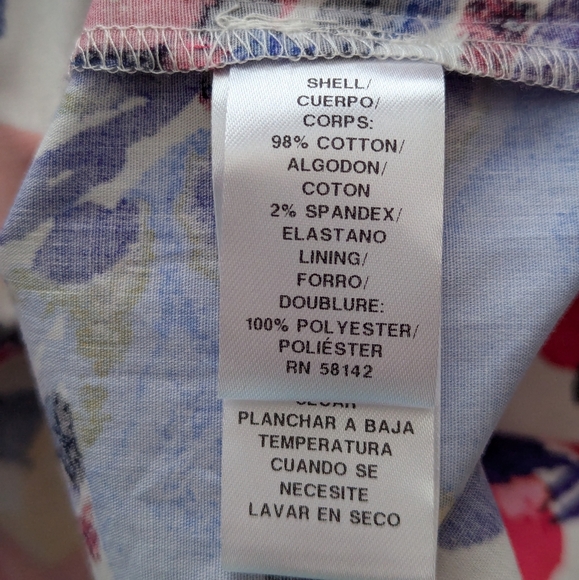 SHELL/
CUERPO/
CORPS:
98% COTTON/
ALGODON/
COTON
2% SPANDEX/
ELASTANO
LINING/
FORRO/
DOUBLURE:
100% POLYESTER/
POLIÉSTER
RN 58142
PLANCHAR A BAJA
TEMPERATURA
CUANDO SE
NECESITE
LAVAR EN SECO